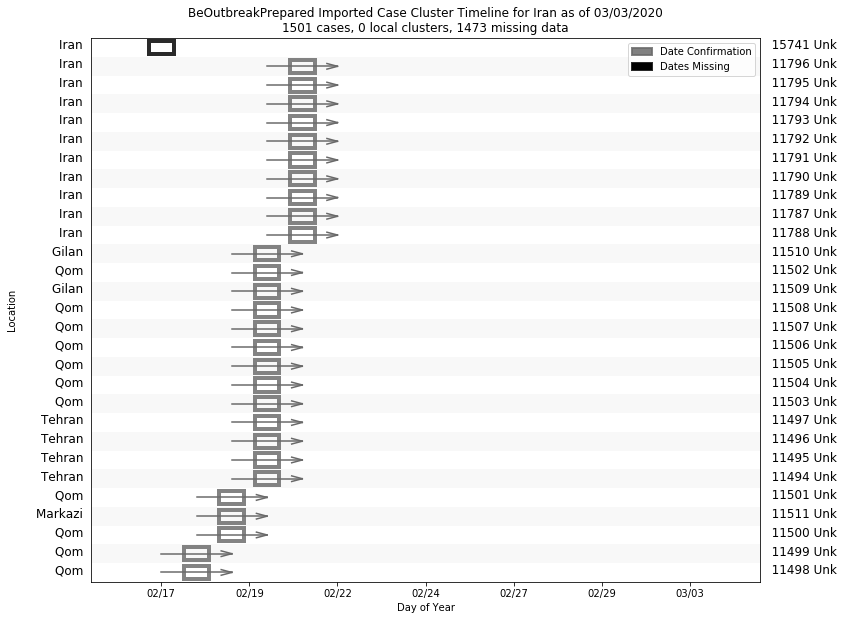 BeOutbreakPrepared Imported Case Cluster Timeline for Iran as of 03/03/2020
1501 cases, 0 local clusters, 1473 missing data
Date Confirmation
Dates Missing
Iran 15741 Unk
Iran 11796 Unk
Iran 11795 Unk
Iran 11794 Unk
Iran 11793 Unk
Iran 11792 Unk
Iran 11791 Unk
Iran 11790 Unk
Iran 11789 Unk
Iran 11787 Unk
Iran 11788 Unk
Gilan 11510 Unk
Qom 11502 Unk
Gilan 11509 Unk
Qom 11508 Unk
Qom 11507 Unk
Qom 11506 Unk
Qom 11505 Unk
Qom 11504 Unk
Qom 11503 Unk
Tehran 11497 Unk
Tehran 11496 Unk
Tehran 11495 Unk
Tehran 11494 Unk
Qom 11501 Unk
Markazi 11511 Unk
Qom 11500 Unk
Qom 11499 Unk
Qom 11498 Unk
Location
02/17 02/19 02/22 02/24 02/27 02/29 03/03
Day of Year